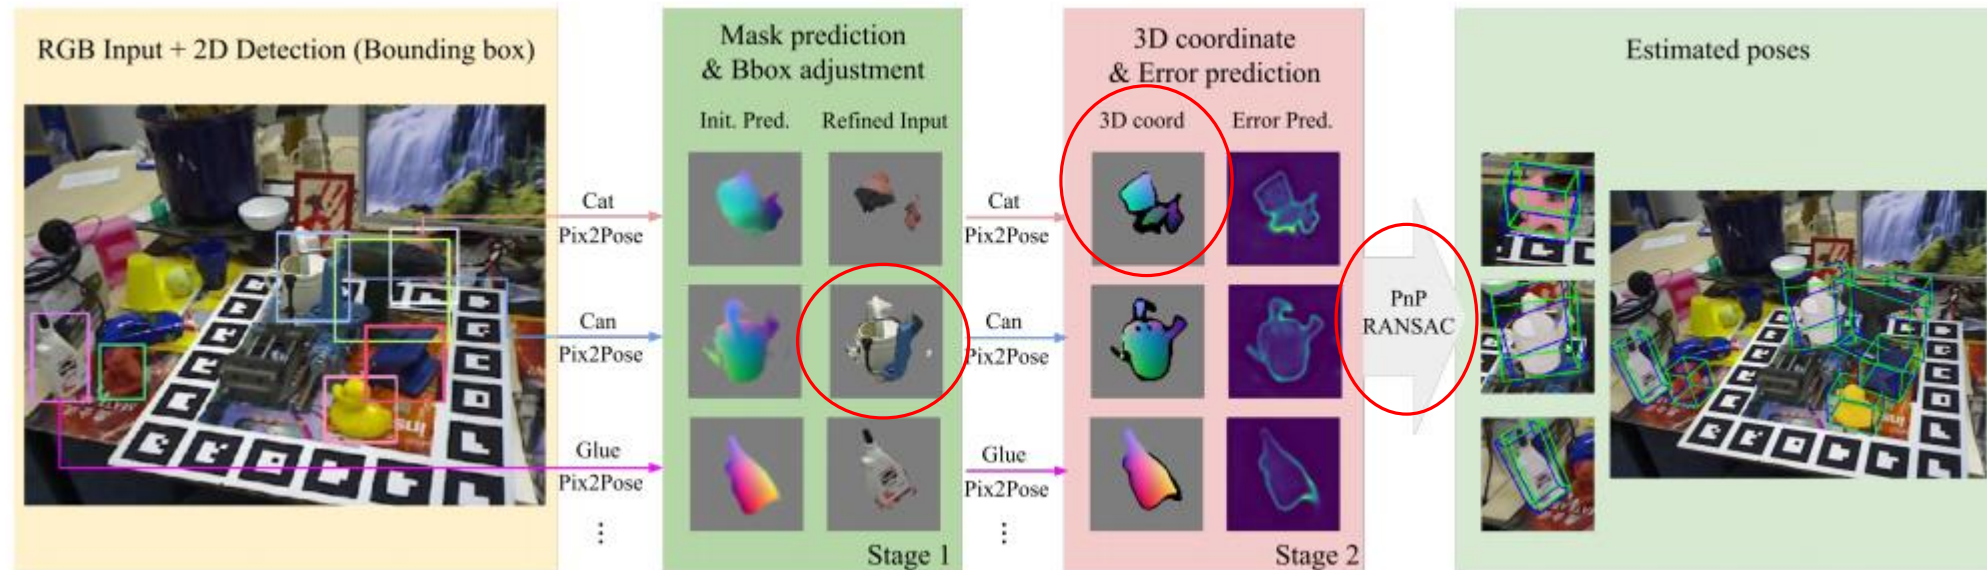 RGB Input + 2D Detection (Bounding box)
Mask prediction
& Bbox adjustment
Init. Pred.
Refined Input
3D coordinate
& Error prediction
3D coord
Error Pred.
Estimated poses
Cat
Pix2Pose
Cat
Pix2Pose
Can
Pix2Pose
Can
Pix2Pose
PnP
RANSAC
Glue
Pix2Pose
Glue
Pix2Pose
⋮
⋮
Stage 1
Stage 2